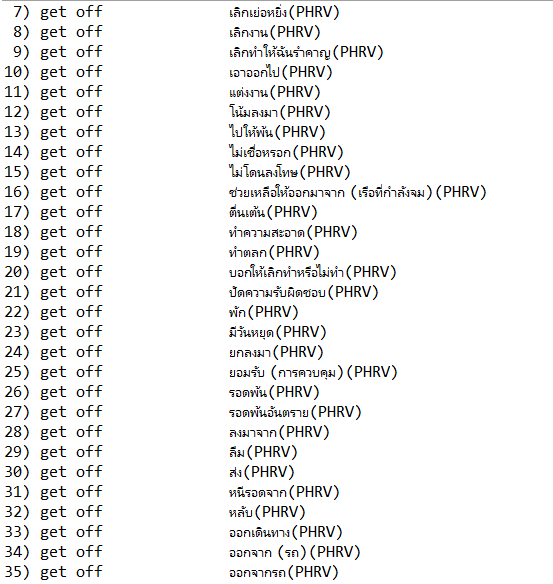 7) get off เลิกเย่อหยิ่ง(PHRV)
8) get off เลิกงาน(PHRV)
9) get off เลิกทำให้ฉันรำคาญ(PHRV)
10) get off เอาออกไป(PHRV)
11) get off แต่งงาน(PHRV)
12) get off โน้มลงมา(PHRV)
13) get off ไปให้พ้น(PHRV)
14) get off ไม่เชื่อหรอก(PHRV)
15) get off ไม่โดนลงโทษ(PHRV)
16) get off ช่วยเหลือให้ออกมาจาก (เรือที่กำลังจม)(PHRV)
17) get off ตื่นเต้น(PHRV)
18) get off ทำความสะอาด(PHRV)
19) get off ทำตลก(PHRV)
20) get off บอกให้เลิกทำหรือไม่ทำ(PHRV)
21) get off ปัดความรับผิดชอบ(PHRV)
22) get off พัก(PHRV)
23) get off มีวันหยุด(PHRV)
24) get off ยกลงมา(PHRV)
25) get off ยอมรับ (การควบคุม)(PHRV)
26) get off รอดพ้น(PHRV)
27) get off รอดพ้นอันตราย(PHRV)
28) get off ลงมาจาก(PHRV)
29) get off ลืม(PHRV)
30) get off ส่ง(PHRV)
31) get off หนีรอดจาก(PHRV)
32) get off หลับ(PHRV)
33) get off ออกเดินทาง(PHRV)
34) get off ออกจาก (รถ)(PHRV)
35) get off ออกจากรถ(PHRV)